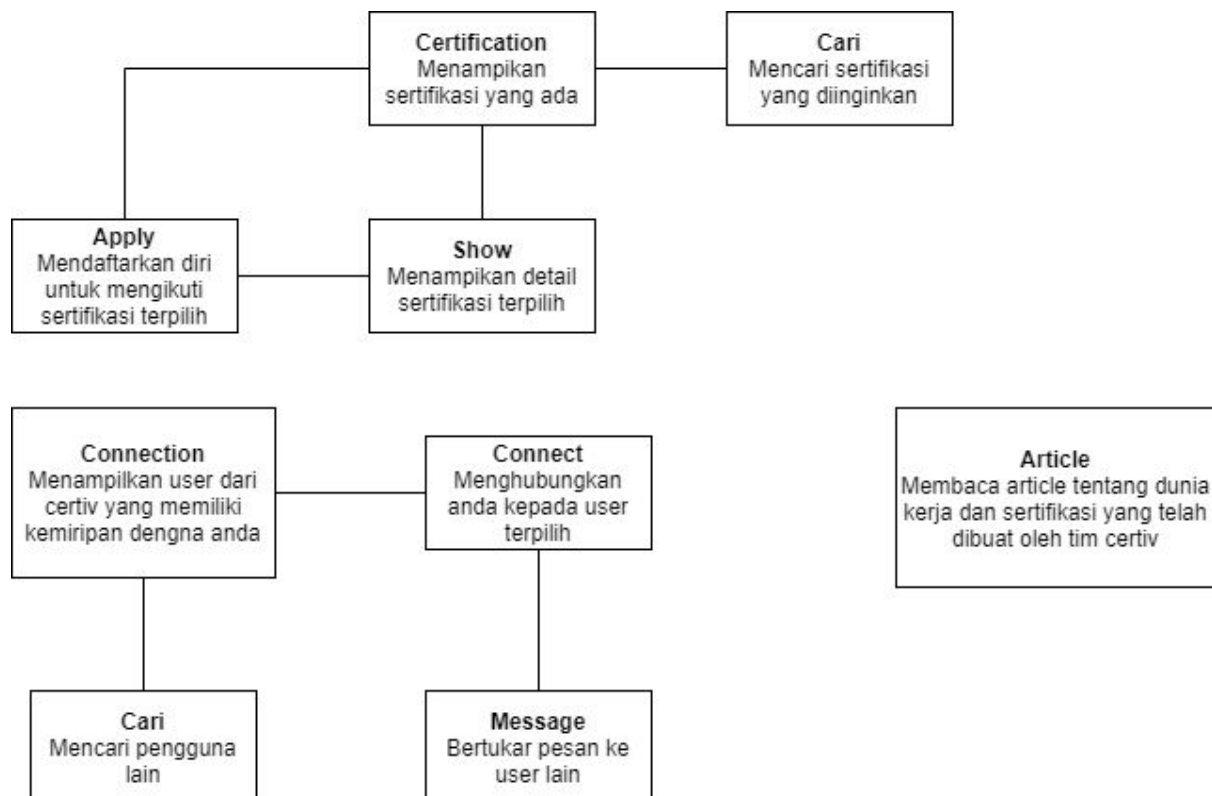 Certification
Menampikan
sertifikasi yang ada
Cari
Mencari sertifikasi
yang diinginkan
Apply
Mendaftarkan diri
untuk mengikuti
sertifikasi terpilih
Show
Menampikan detail
sertifikasi terpilih
Connection
Menampilkan user dari
certiv yang memiliki
kemiripan dengna anda
Connect
Menghubungkan
anda kepada user
terpilih
Article
Membaca article tentang dunia
kerja dan sertifikasi yang telah
dibuat oleh tim certiv
Cari
Mencari pengguna
lain
Message
Bertukar pesan ke
user lain